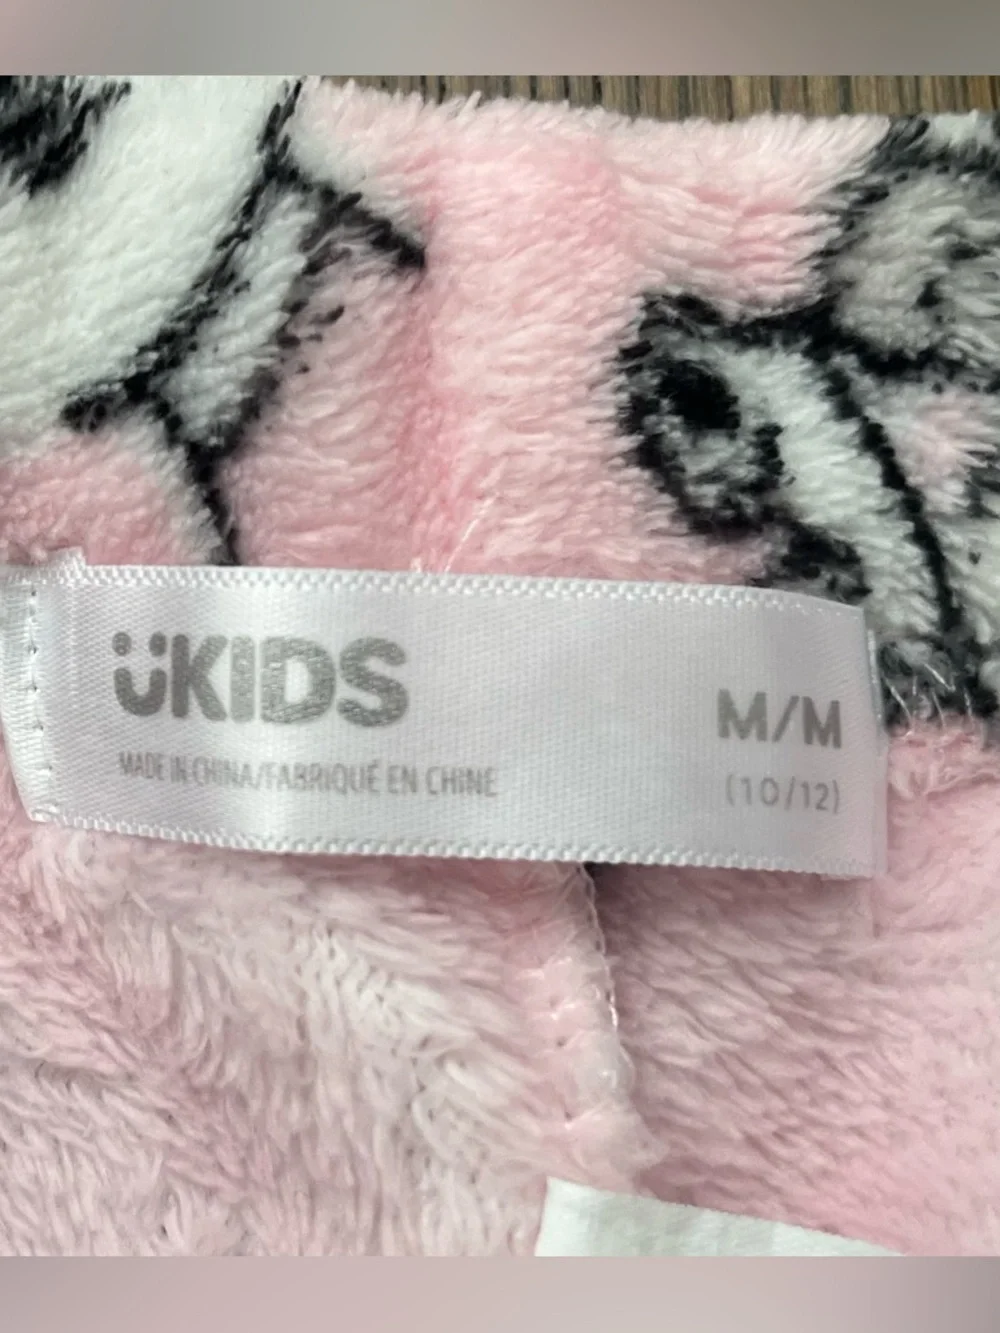 ÜKIDS
MADE IN CHINA/FABRIQUÉ EN CHINE
M/M
(10/12)